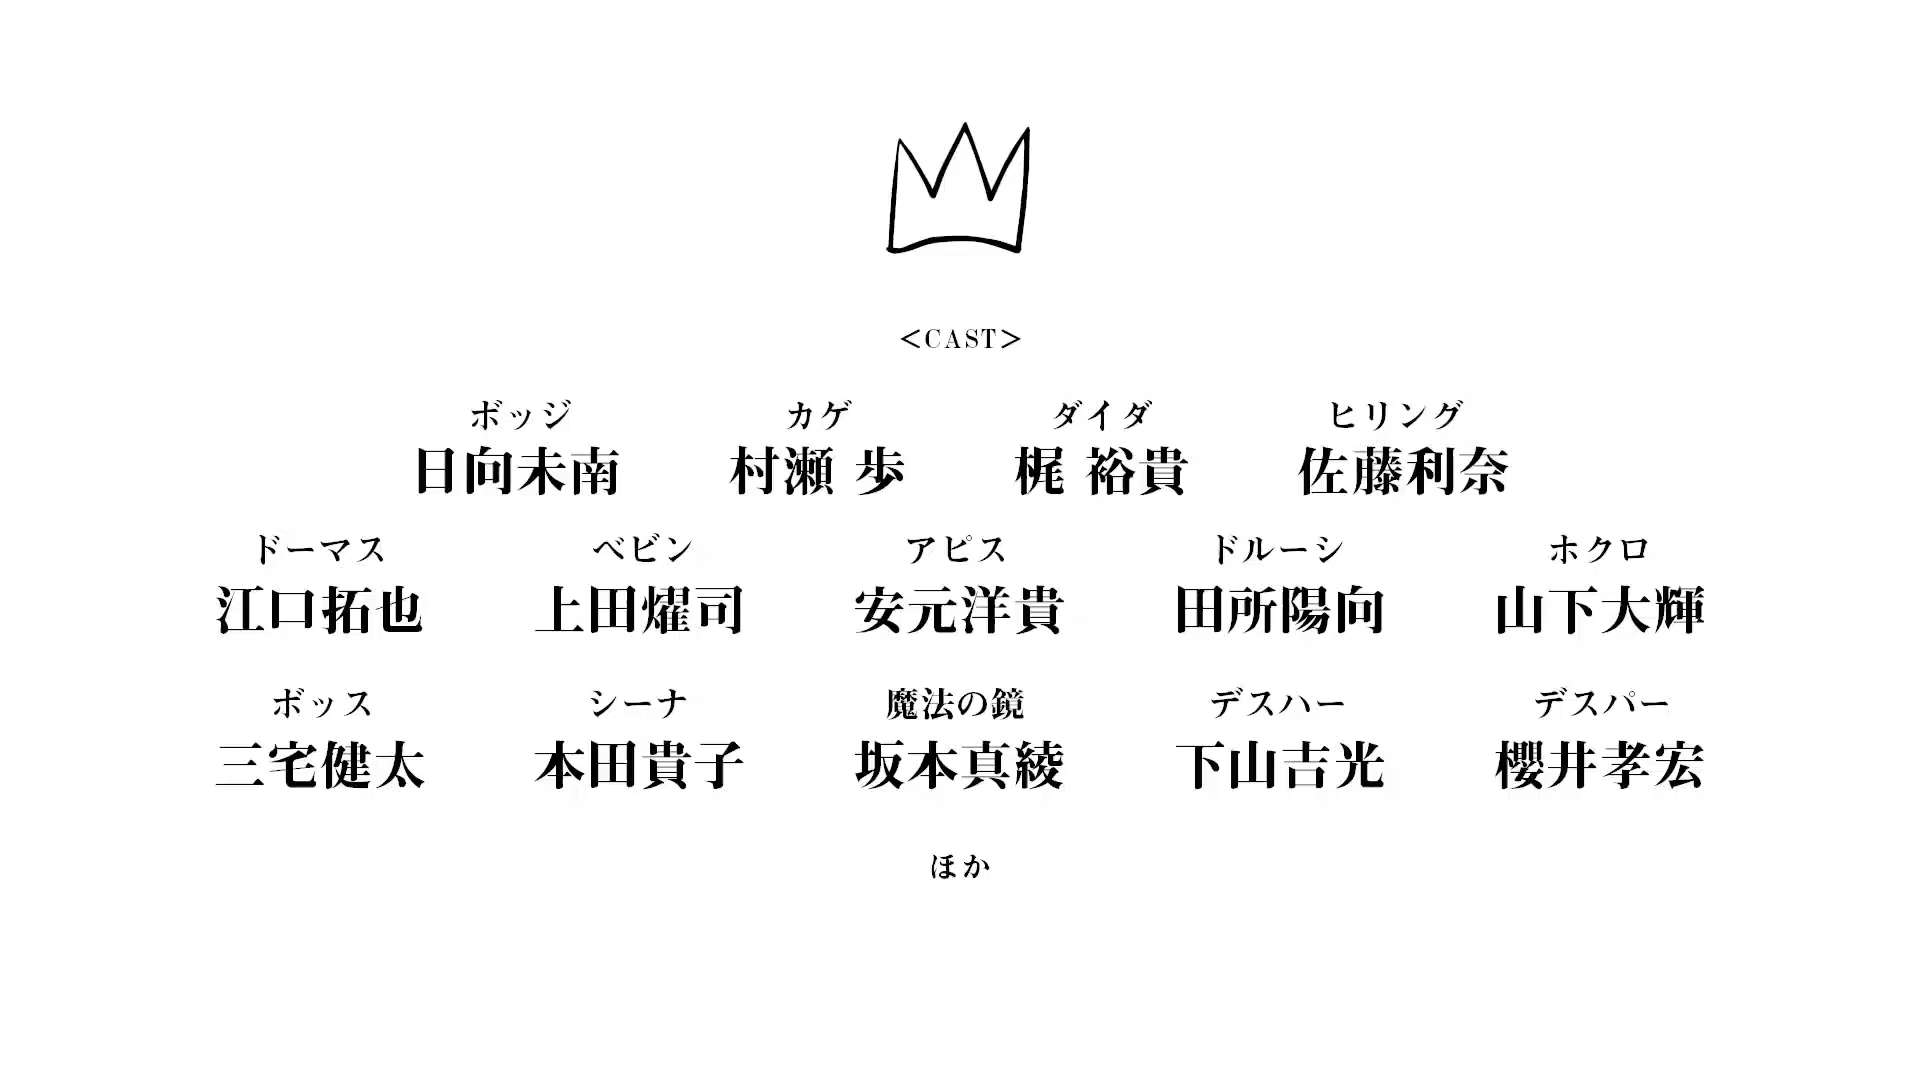 <CAST>
ボッジ カゲ ダイダ ヒリング
日向未南 村瀬 歩 梶 裕貴 佐藤利奈
ドーマス ベビン アピス ドルーシ ホクロ
江口拓也 上田燿司 安元洋貴 田所陽向 山下大輝
ボッス シーナ 魔法の鏡 デスハー デスパー
三宅健太 本田貴子 坂本真綾 下山吉光 櫻井孝宏
ほか